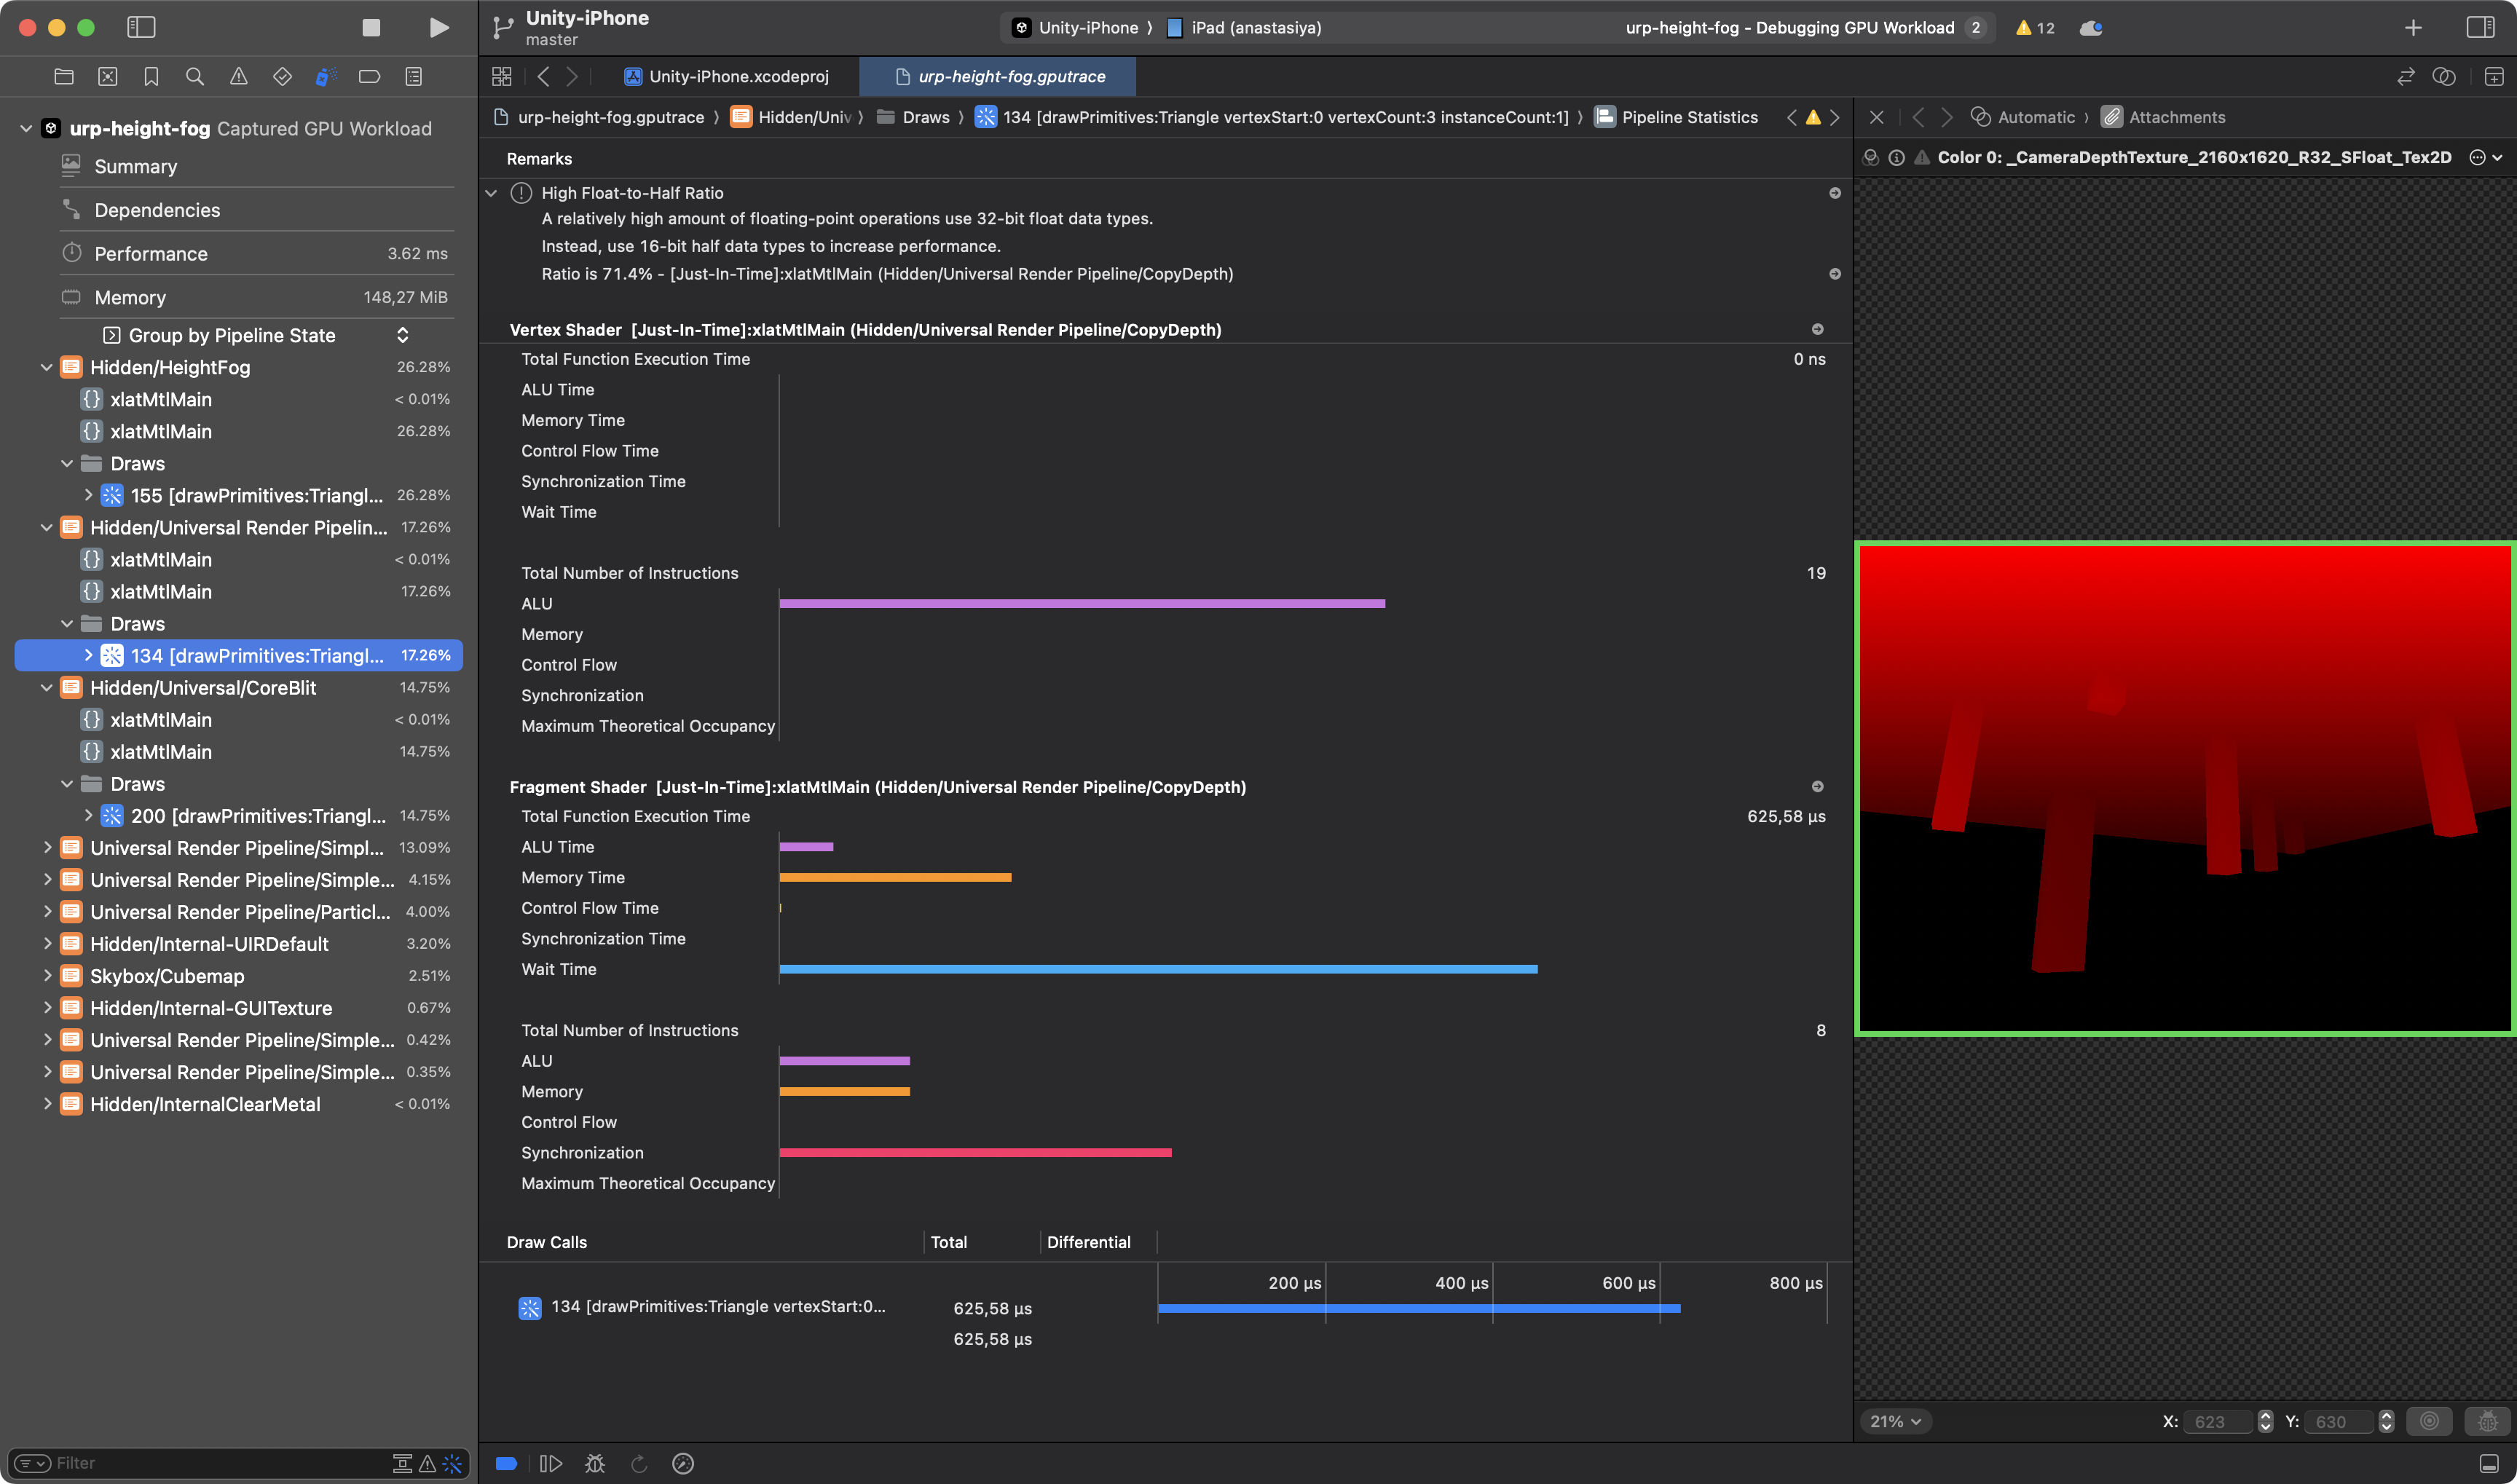 Unity-iPhone
master
Unity-iPhone ⟩ iPad (anastasiya)
urp-height-fog - Debugging GPU Workload 2
12
Unity-iPhone.xcodeproj
urp-height-fog.gputrace
urp-height-fog Captured GPU Workload
Summary
Dependencies
Performance 3.62 ms
Memory 148,27 MiB
Group by Pipeline State
Hidden/HeightFog 26.28%
{} xlatMtlMain < 0.01%
{} xlatMtlMain 26.28%
Draws
155 [drawPrimitives:Triangl... 26.28%
Hidden/Universal Render Pipelin... 17.26%
{} xlatMtlMain < 0.01%
{} xlatMtlMain 17.26%
Draws
134 [drawPrimitives:Triangl... 17.26%
Hidden/Universal/CoreBlit 14.75%
{} xlatMtlMain < 0.01%
{} xlatMtlMain 14.75%
Draws
200 [drawPrimitives:Triangl... 14.75%
Universal Render Pipeline/Simpl... 13.09%
Universal Render Pipeline/Simple... 4.15%
Universal Render Pipeline/Particl... 4.00%
Hidden/Internal-UIRDefault 3.20%
Skybox/Cubemap 2.51%
Hidden/Internal-GUITexture 0.67%
Universal Render Pipeline/Simple... 0.42%
Universal Render Pipeline/Simple... 0.35%
Hidden/InternalClearMetal < 0.01%
Filter
urp-height-fog.gputrace ⟩ Hidden/Univ ⟩ Draws ⟩ 134 [drawPrimitives:Triangle vertexStart:0 vertexCount:3 instanceCount:1] ⟩ Pipeline Statistics
Remarks
High Float-to-Half Ratio
A relatively high amount of floating-point operations use 32-bit float data types.
Instead, use 16-bit half data types to increase performance.
Ratio is 71.4% - [Just-In-Time]:xlatMtlMain (Hidden/Universal Render Pipeline/CopyDepth)
Vertex Shader [Just-In-Time]:xlatMtlMain (Hidden/Universal Render Pipeline/CopyDepth)
Total Function Execution Time 0 ns
ALU Time
Memory Time
Control Flow Time
Synchronization Time
Wait Time
Total Number of Instructions 19
ALU
Memory
Control Flow
Synchronization
Maximum Theoretical Occupancy
Fragment Shader [Just-In-Time]:xlatMtlMain (Hidden/Universal Render Pipeline/CopyDepth)
Total Function Execution Time 625,58 µs
ALU Time
Memory Time
Control Flow Time
Synchronization Time
Wait Time
Total Number of Instructions 8
ALU
Memory
Control Flow
Synchronization
Maximum Theoretical Occupancy
Draw Calls Total Differential
200 µs 400 µs 600 µs 800 µs
134 [drawPrimitives:Triangle vertexStart:0... 625,58 µs
625,58 µs
Automatic ⟩ Attachments
Color 0: _CameraDepthTexture_2160x1620_R32_SFloat_Tex2D
21% X: 623 Y: 630